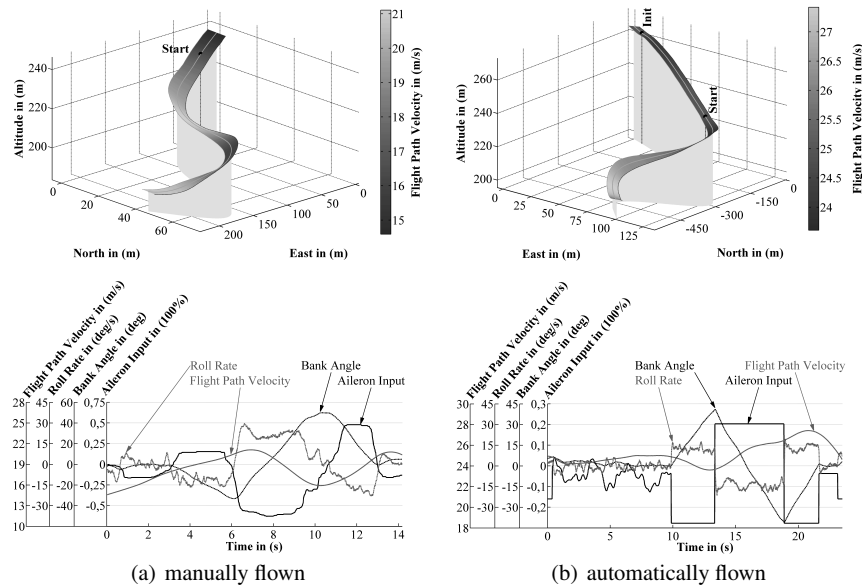 Start
Altitude in (m)
240
220
200
0
20
40
60
200
150
100
50
0
North in (m)
East in (m)
21
20
19
18
17
16
15
Flight Path Velocity in (m/s)
Init
Start
Altitude in (m)
260
240
220
200
0
25
50
75
100
125
-450
-300
-150
0
East in (m)
North in (m)
27
26.5
26
25.5
25
24.5
24
Flight Path Velocity in (m/s)
Flight Path Velocity in (m/s)
Roll Rate in (deg/s)
Bank Angle in (deg)
Aileron Input in (100%)
Roll Rate
Flight Path Velocity
Bank Angle
Aileron Input
28 45 60 0,75
25 30 40 0,5
22 15 20 0,25
19 0 0 0
16 -15 -20 -0,25
13 -30 -40 -0,5
10
0 2 4 6 8 10 12 14
Time in (s)
(a) manually flown
Flight Path Velocity in (m/s)
Roll Rate in (deg/s)
Bank Angle in (deg)
Aileron Input in (100%)
Bank Angle
Roll Rate
Flight Path Velocity
Aileron Input
30 45 45 0,3
28 30 30 0,2
26 15 15 0,1
24 0 0 0
22 -15 -15 -0,1
20 -30 -30 -0,2
18
0 5 10 15 20
Time in (s)
(b) automatically flown